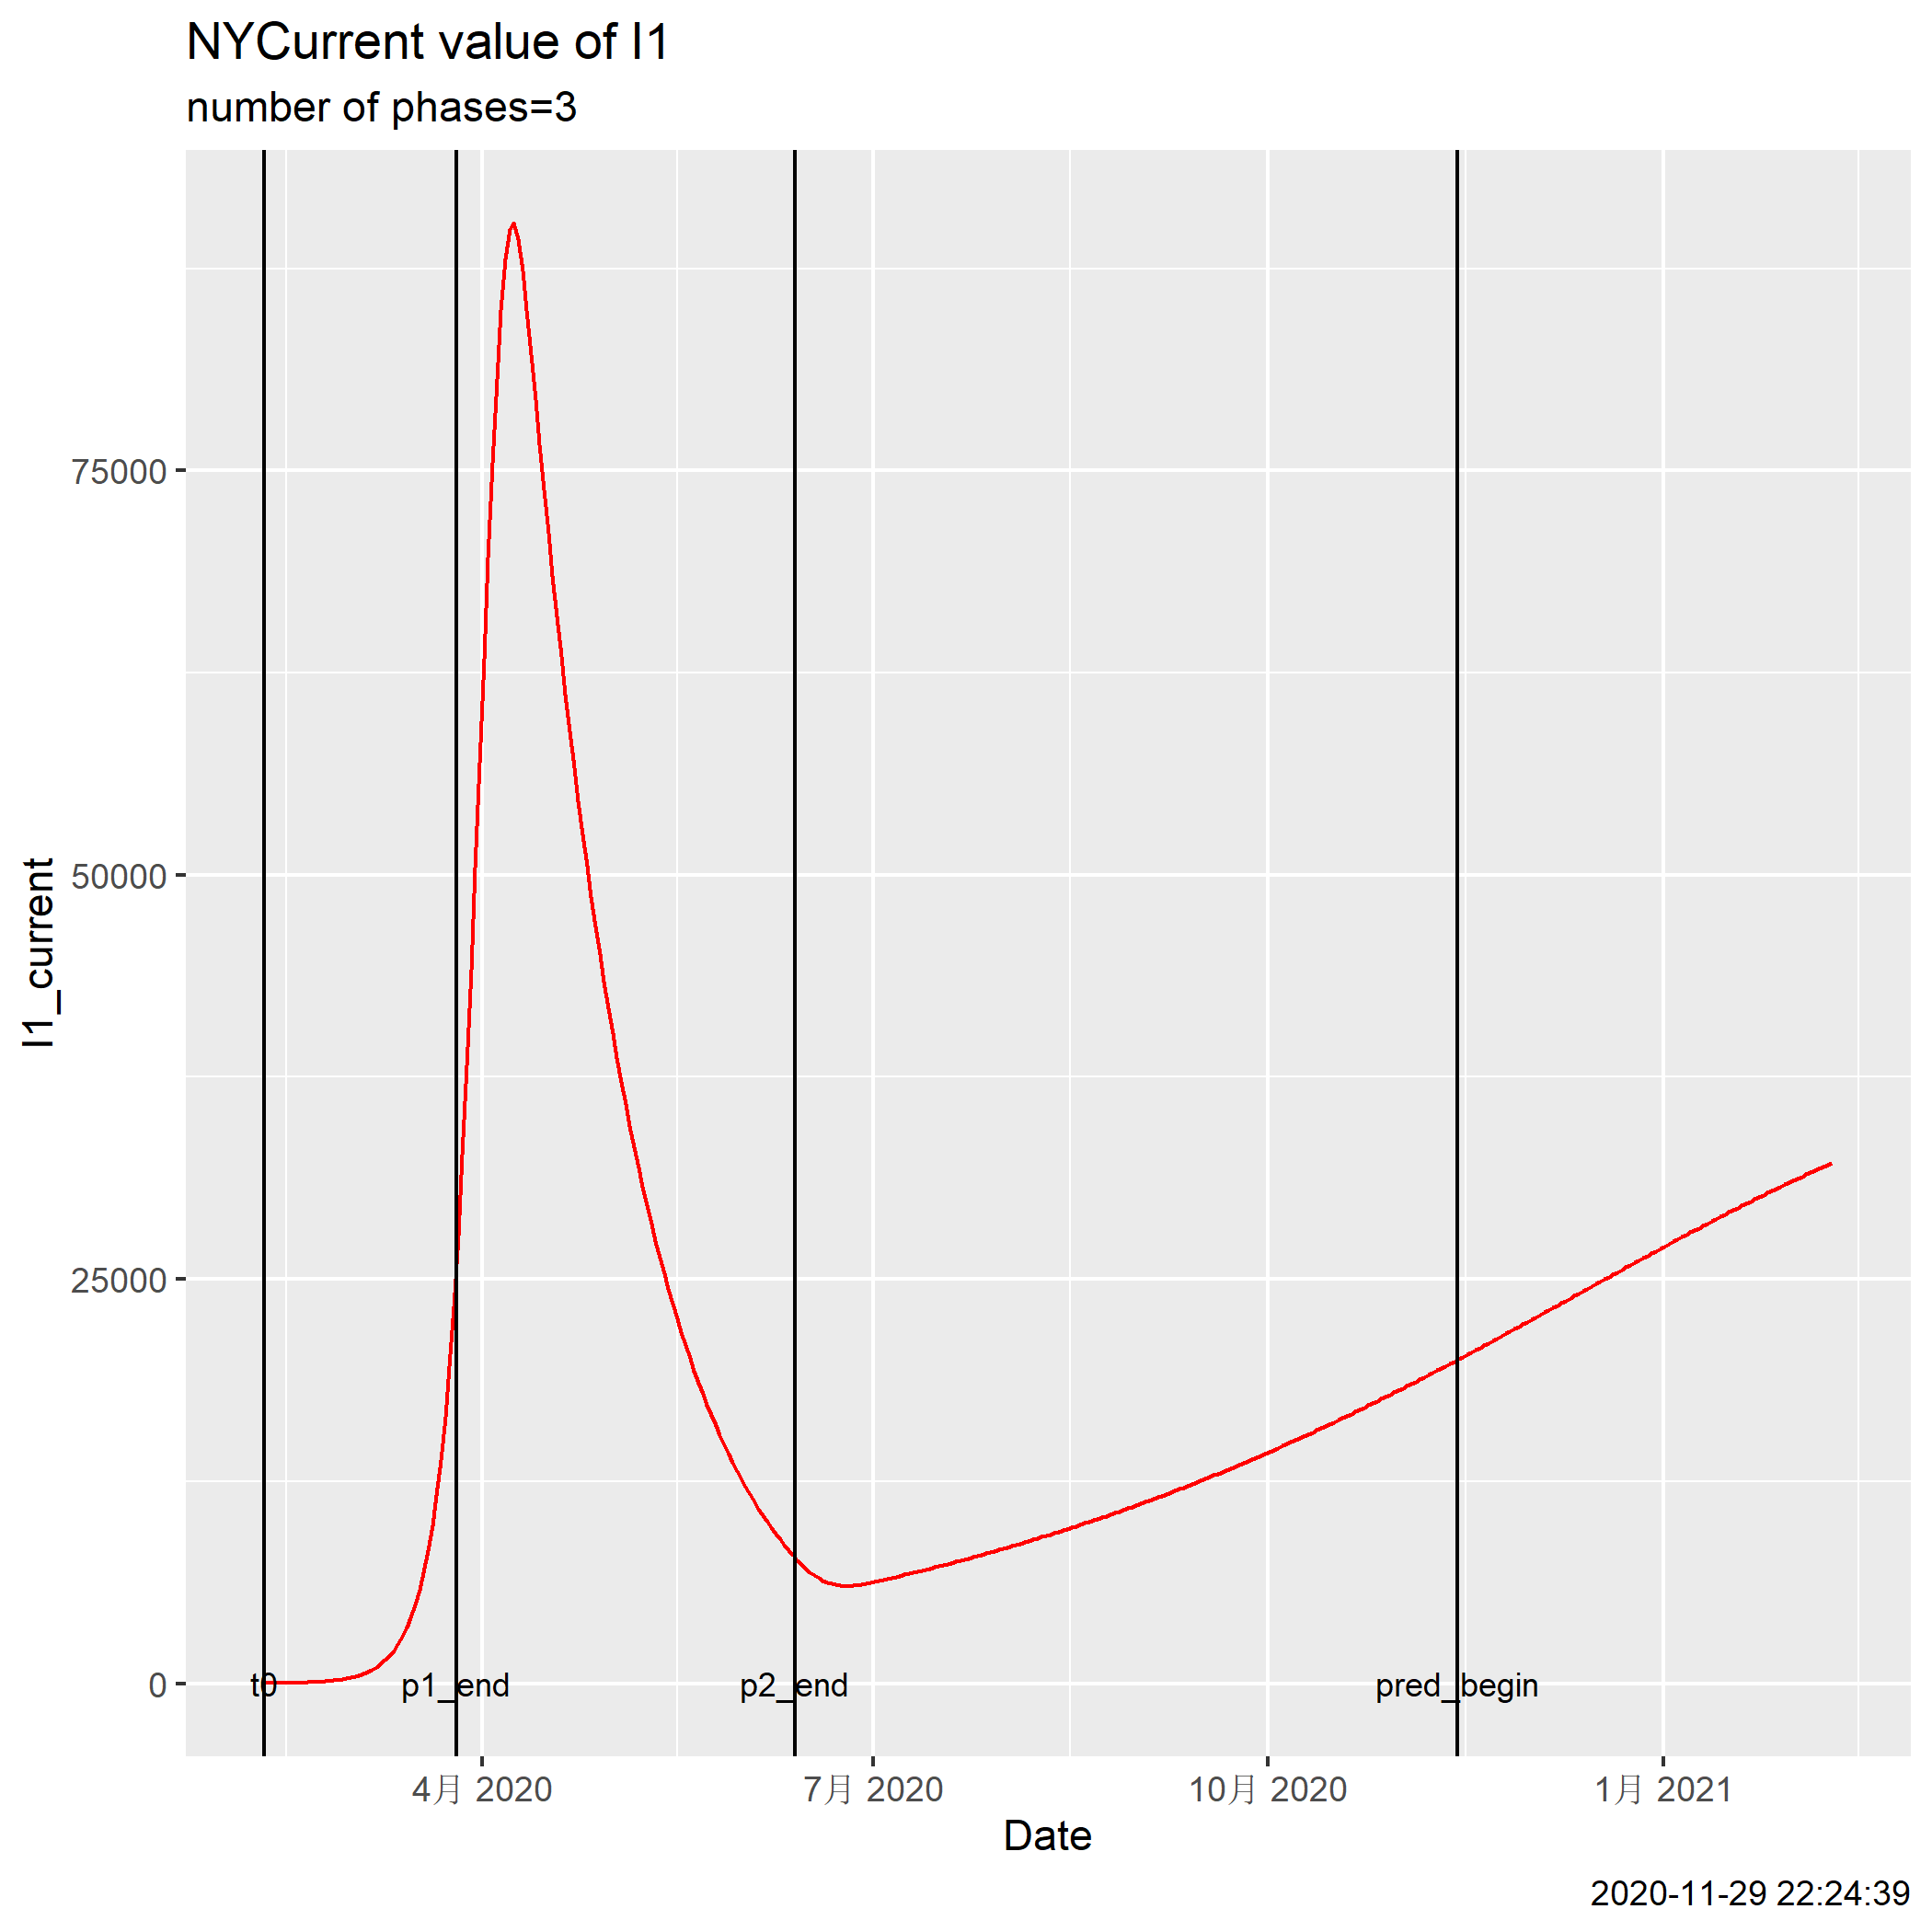 NYCurrent value of I1
number of phases=3
I1_current
75000
50000
25000
0
t0
p1_end
p2_end
pred_begin
4月 2020
7月 2020
10月 2020
1月 2021
Date
2020-11-29 22:24:39